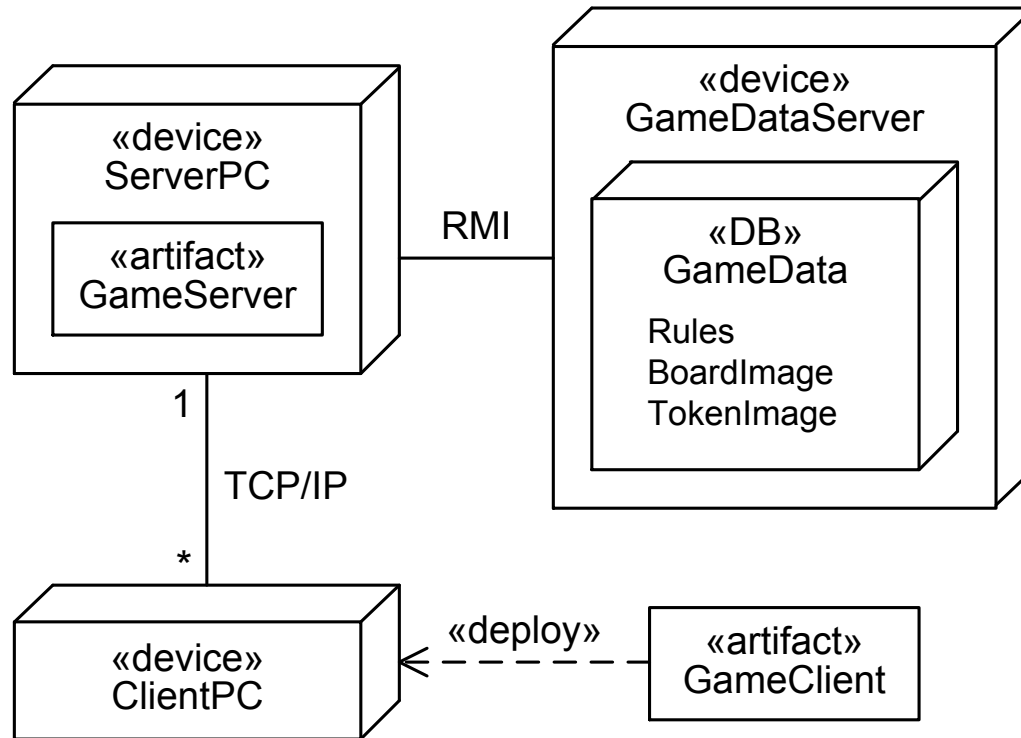 «device»
ServerPC
«artifact»
GameServer
RMI
«device»
GameDataServer
«DB»
GameData
Rules
BoardImage
TokenImage
1
TCP/IP
*
«device»
ClientPC
«deploy»
«artifact»
GameClient